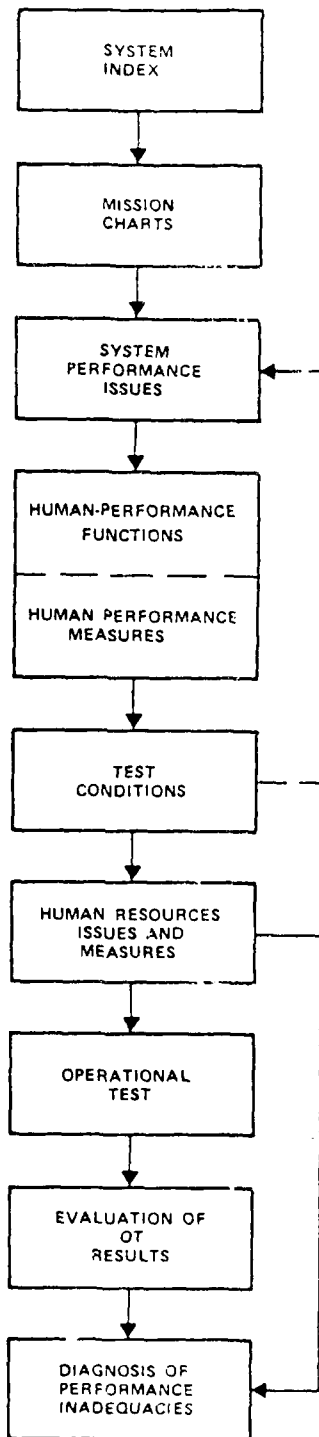 SYSTEM
INDEX
MISSION
CHARTS
SYSTEM
PERFORMANCE
ISSUES
HUMAN-PERFORMANCE
FUNCTIONS
HUMAN PERFORMANCE
MEASURES
TEST
CONDITIONS
HUMAN RESOURCES
ISSUES AND
MEASURES
OPERATIONAL
TEST
EVALUATION OF
OT
RESULTS
DIAGNOSIS OF
PERFORMANCE
INADEQUACIES